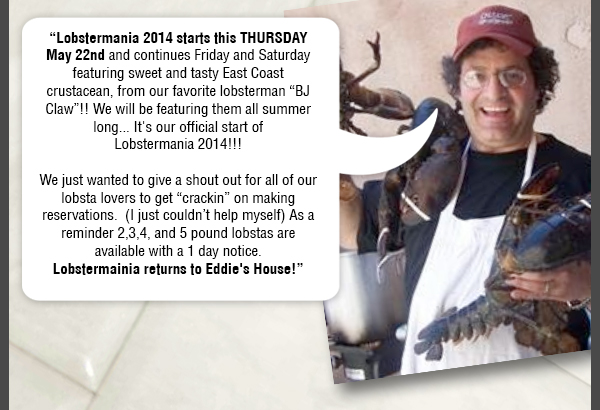 “Lobstermania 2014 starts this THURSDAY
May 22nd and continues Friday and Saturday
featuring sweet and tasty East Coast
crustacean, from our favorite lobsterman “BJ
Claw”!! We will be featuring them all summer
long... It's our official start of
Lobstermania 2014!!!
We just wanted to give a shout out for all of our
lobsta lovers to get “crackin” on making
reservations.  (I just couldn’t help myself) As a
reminder 2,3,4, and 5 pound lobstas are
available with a 1 day notice.
Lobstermainia returns to Eddie's House!”